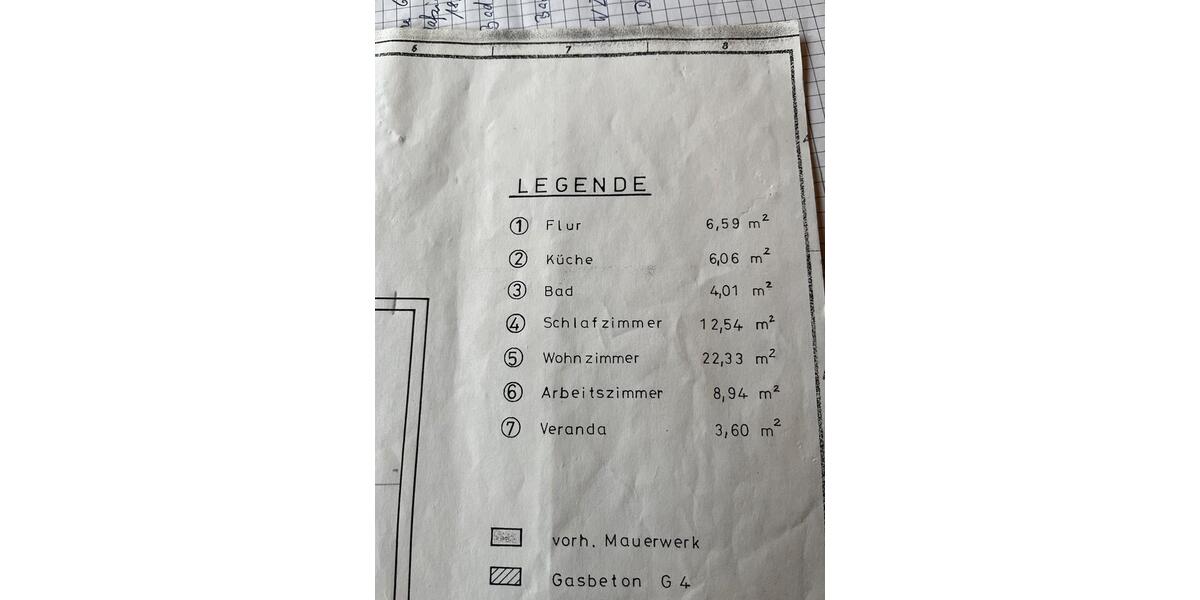 6 7 8
LEGENDE
1 Flur 6,59 m²
2 Küche 6,06 m²
3 Bad 4,01 m²
4 Schlafzimmer 12,54 m²
5 Wohnzimmer 22,33 m²
6 Arbeitszimmer 8,94 m²
7 Veranda 3,60 m²
vorh. Mauerwerk
Gasbeton G 4